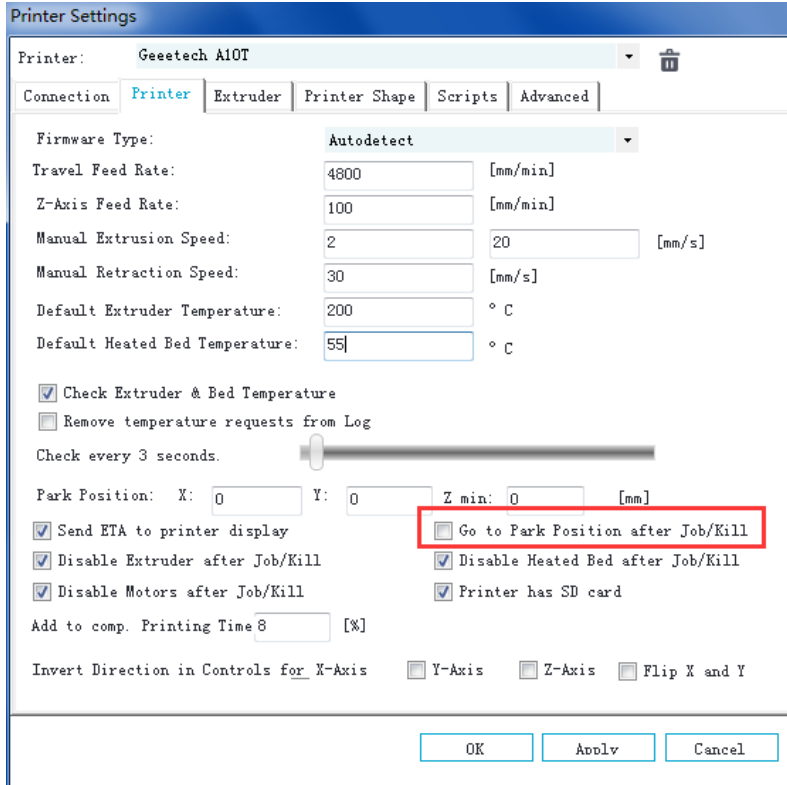 Printer Settings
Printer: Geeetech A10T
Connection Printer Extruder Printer Shape Scripts Advanced
Firmware Type: Autodetect
Travel Feed Rate: 4800 [mm/min]
Z-Axis Feed Rate: 100 [mm/min]
Manual Extrusion Speed: 2 20 [mm/s]
Manual Retraction Speed: 30 [mm/s]
Default Extruder Temperature: 200 ° C
Default Heated Bed Temperature: 55 ° C
Check Extruder & Bed Temperature
Remove temperature requests from Log
Check every 3 seconds.
Park Position: X: 0 Y: 0 Z min: 0 [mm]
Send ETA to printer display Go to Park Position after Job/Kill
Disable Extruder after Job/Kill Disable Heated Bed after Job/Kill
Disable Motors after Job/Kill Printer has SD card
Add to comp. Printing Time 8 [%]
Invert Direction in Controls for X-Axis Y-Axis Z-Axis Flip X and Y
OK Apply Cancel